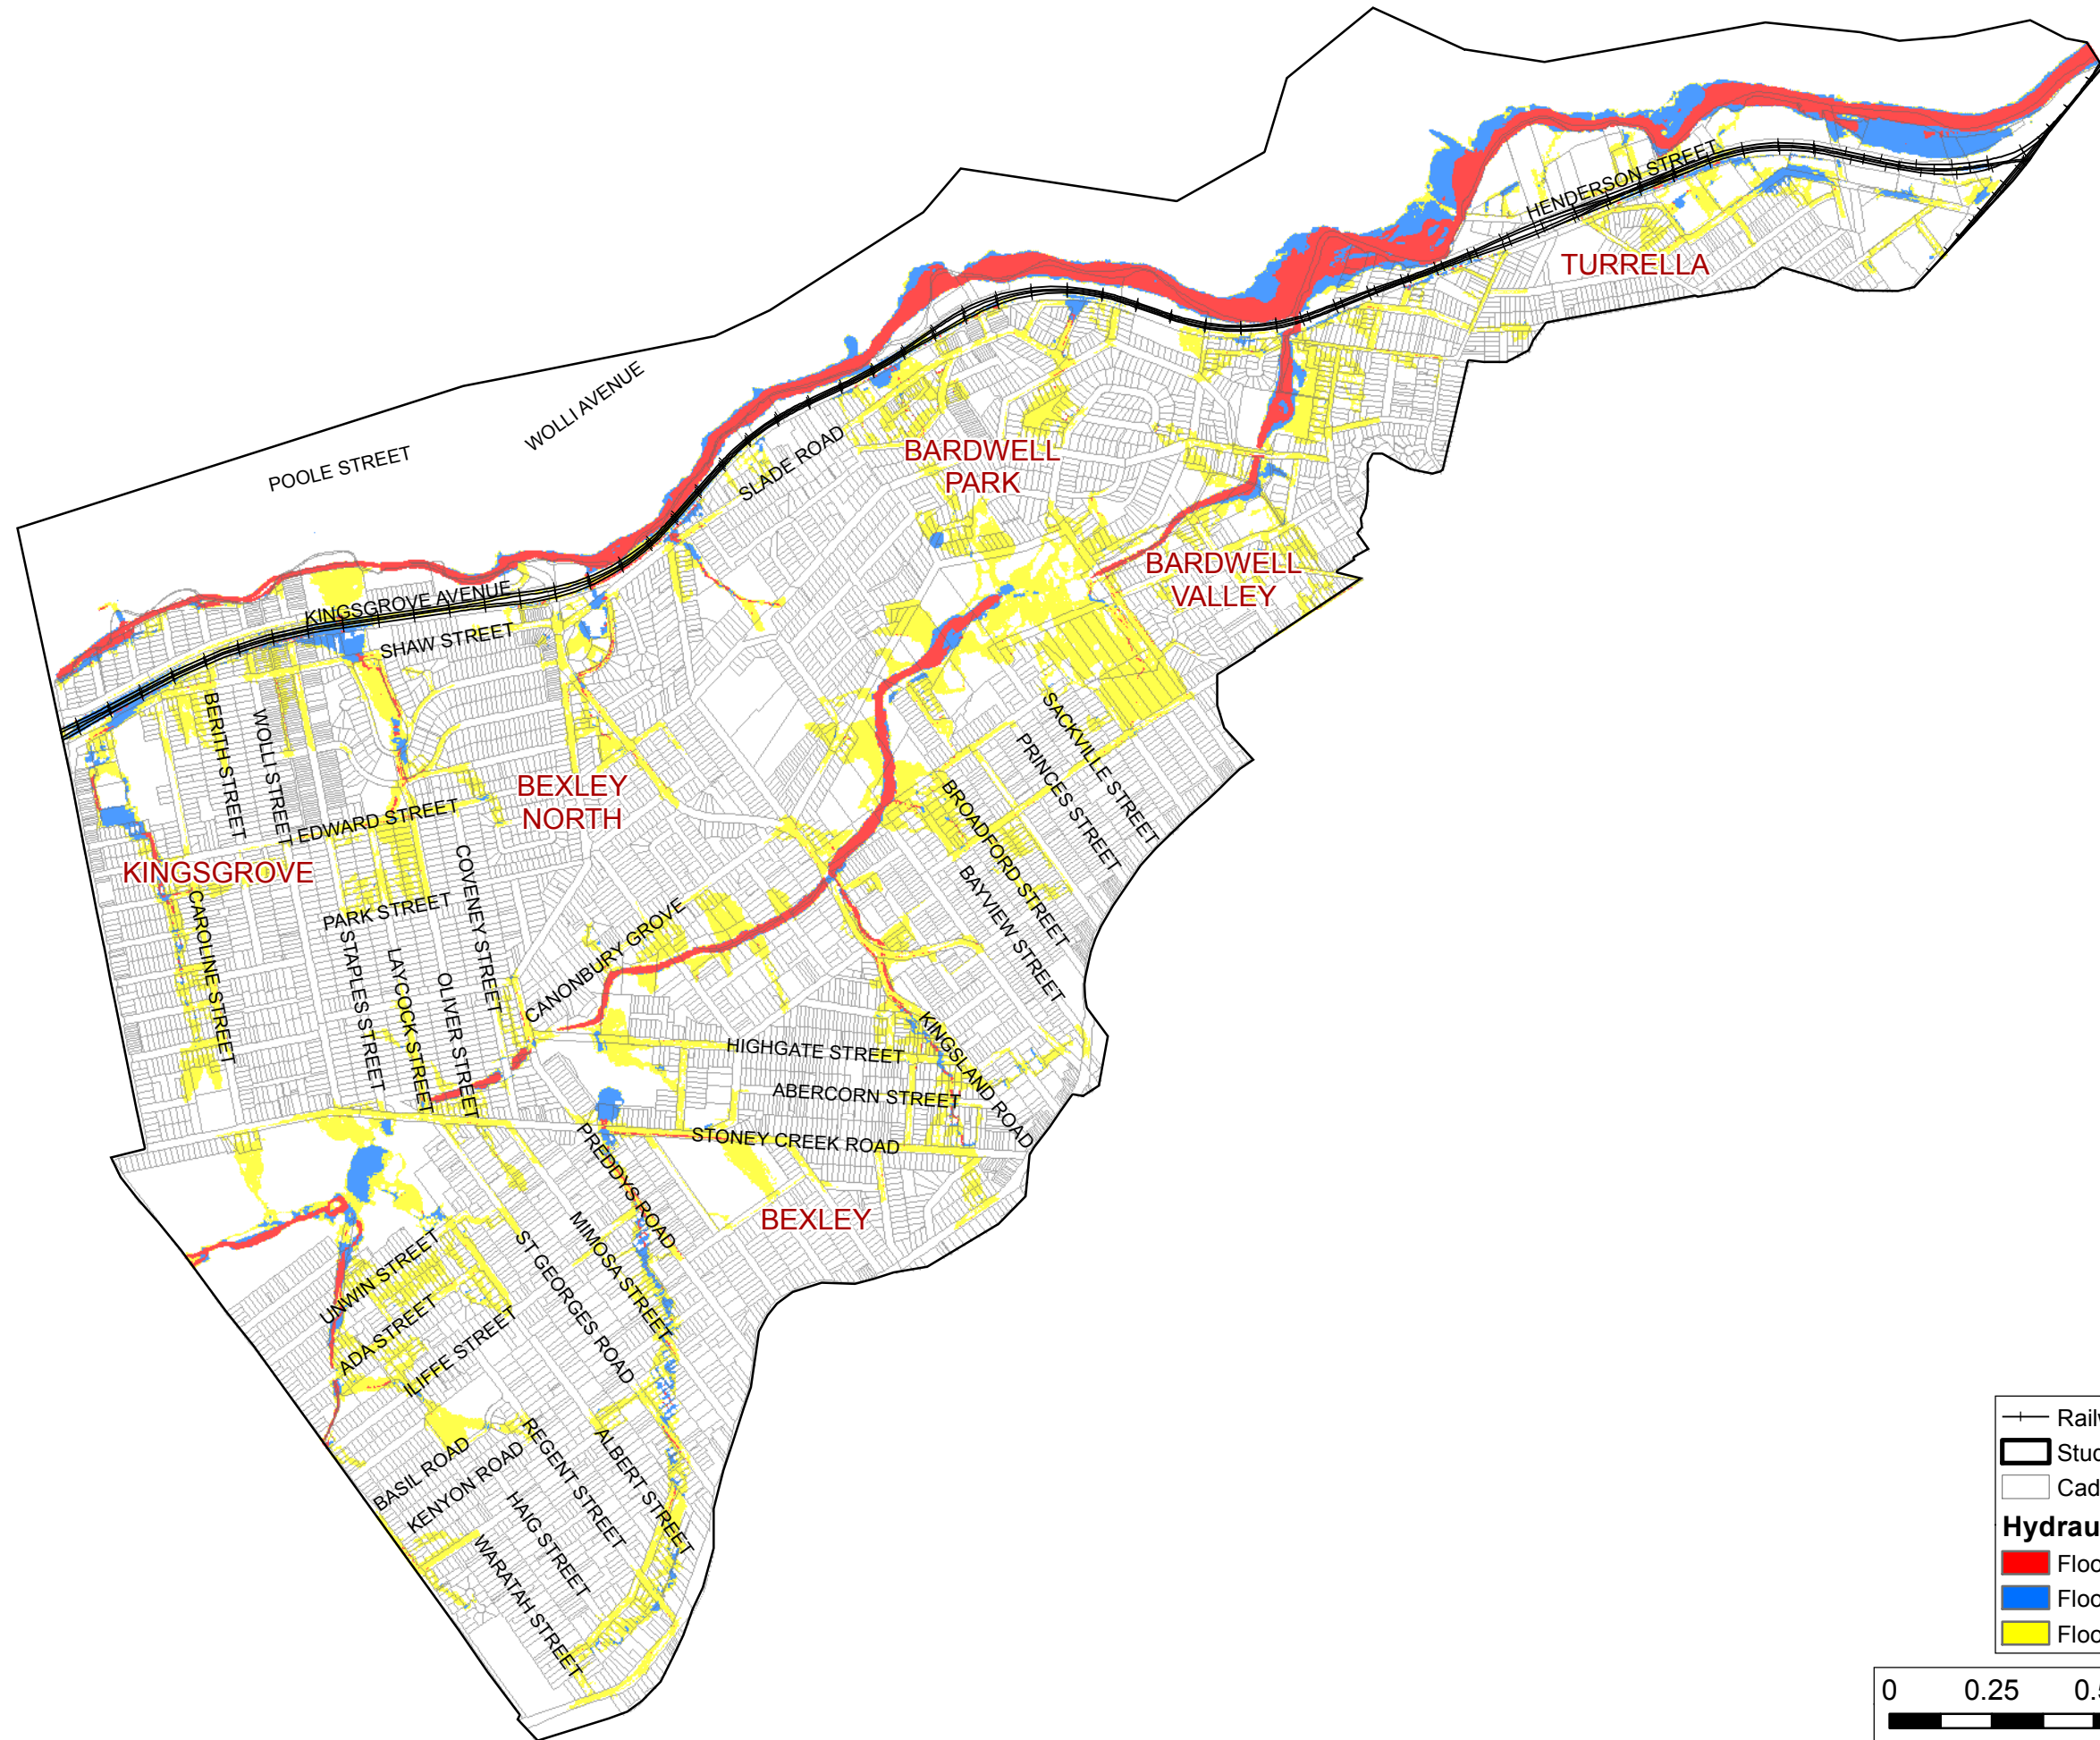 HENDERSON STREET
TURRELLA
WOLLI AVENUE
POOLE STREET
SLADE ROAD
BARDWELL
PARK
BARDWELL
VALLEY
KINGSGROVE AVENUE
SHAW STREET
BERITH STREET
WOLLI STREET
SACKVILLE STREET
PRINCES STREET
BEXLEY
NORTH
EDWARD STREET
BROADFORD STREET
KINGSGROVE
COVENEY STREET
BAYVIEW STREET
PARK STREET
CAROLINE STREET
CANONBURY GROVE
STAPLES STREET
LAYCOCK STREET
OLIVER STREET
HIGHGATE STREET
KINGSLAND ROAD
ABERCORN STREET
STONEY CREEK ROAD
PREDDYS ROAD
BEXLEY
MIMOSA STREET
UNWIN STREET
ST GEORGES ROAD
ADA STREET
ILIFFE STREET
REGENT STREET
ALBERT STREET
BASIL ROAD
KENYON ROAD
HAIG STREET
WARATAH STREET
Hydrau
Floo
Floo
Floo
Cad
0 0.25